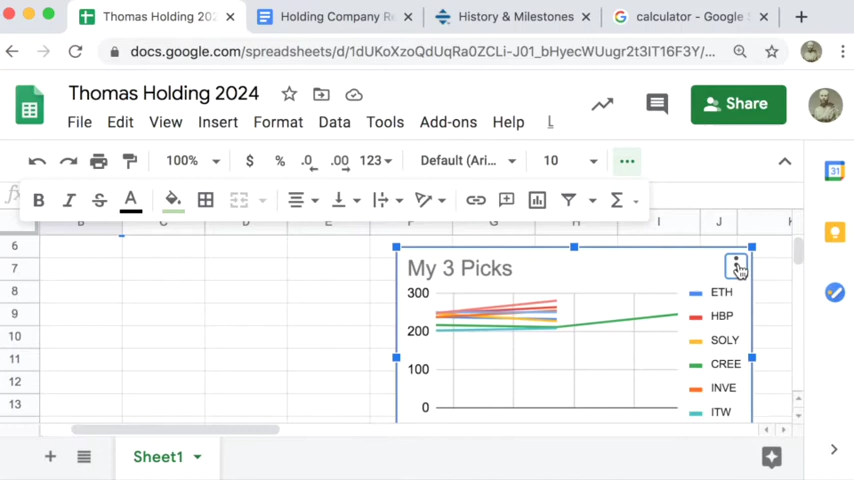 Thomas Holding 202
Holding Company R
History & Milestones
calculator - Google S
docs.google.com/spreadsheets/d/1dUKoXzoQdUqRa0ZCLi-J01_bHyecWUugr2t3IT16F3Y/...
Thomas Holding 2024
File Edit View Insert Format Data Tools Add-ons Help L
Share
100% $ % .0 .00 123 Default (Ari... 10
B I S A
fx
B C D E F G H I J K
6
7
8
9
10
11
12
13
My 3 Picks
300
200
100
0
ETH
HBP
SOLY
CREE
INVE
ITW
31
Sheet1